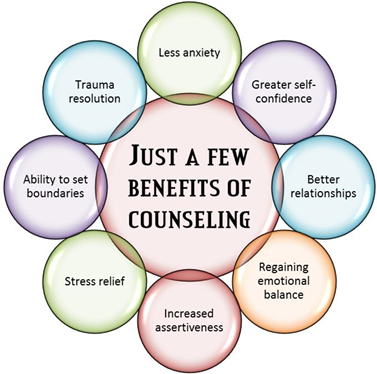 Less anxiety
Greater self-
confidence
Better
relationships
Regaining
emotional
balance
Increased
assertiveness
Stress relief
Ability to set
boundaries
Trauma
resolution
JUST A FEW
BENEFITS OF
COUNSELING